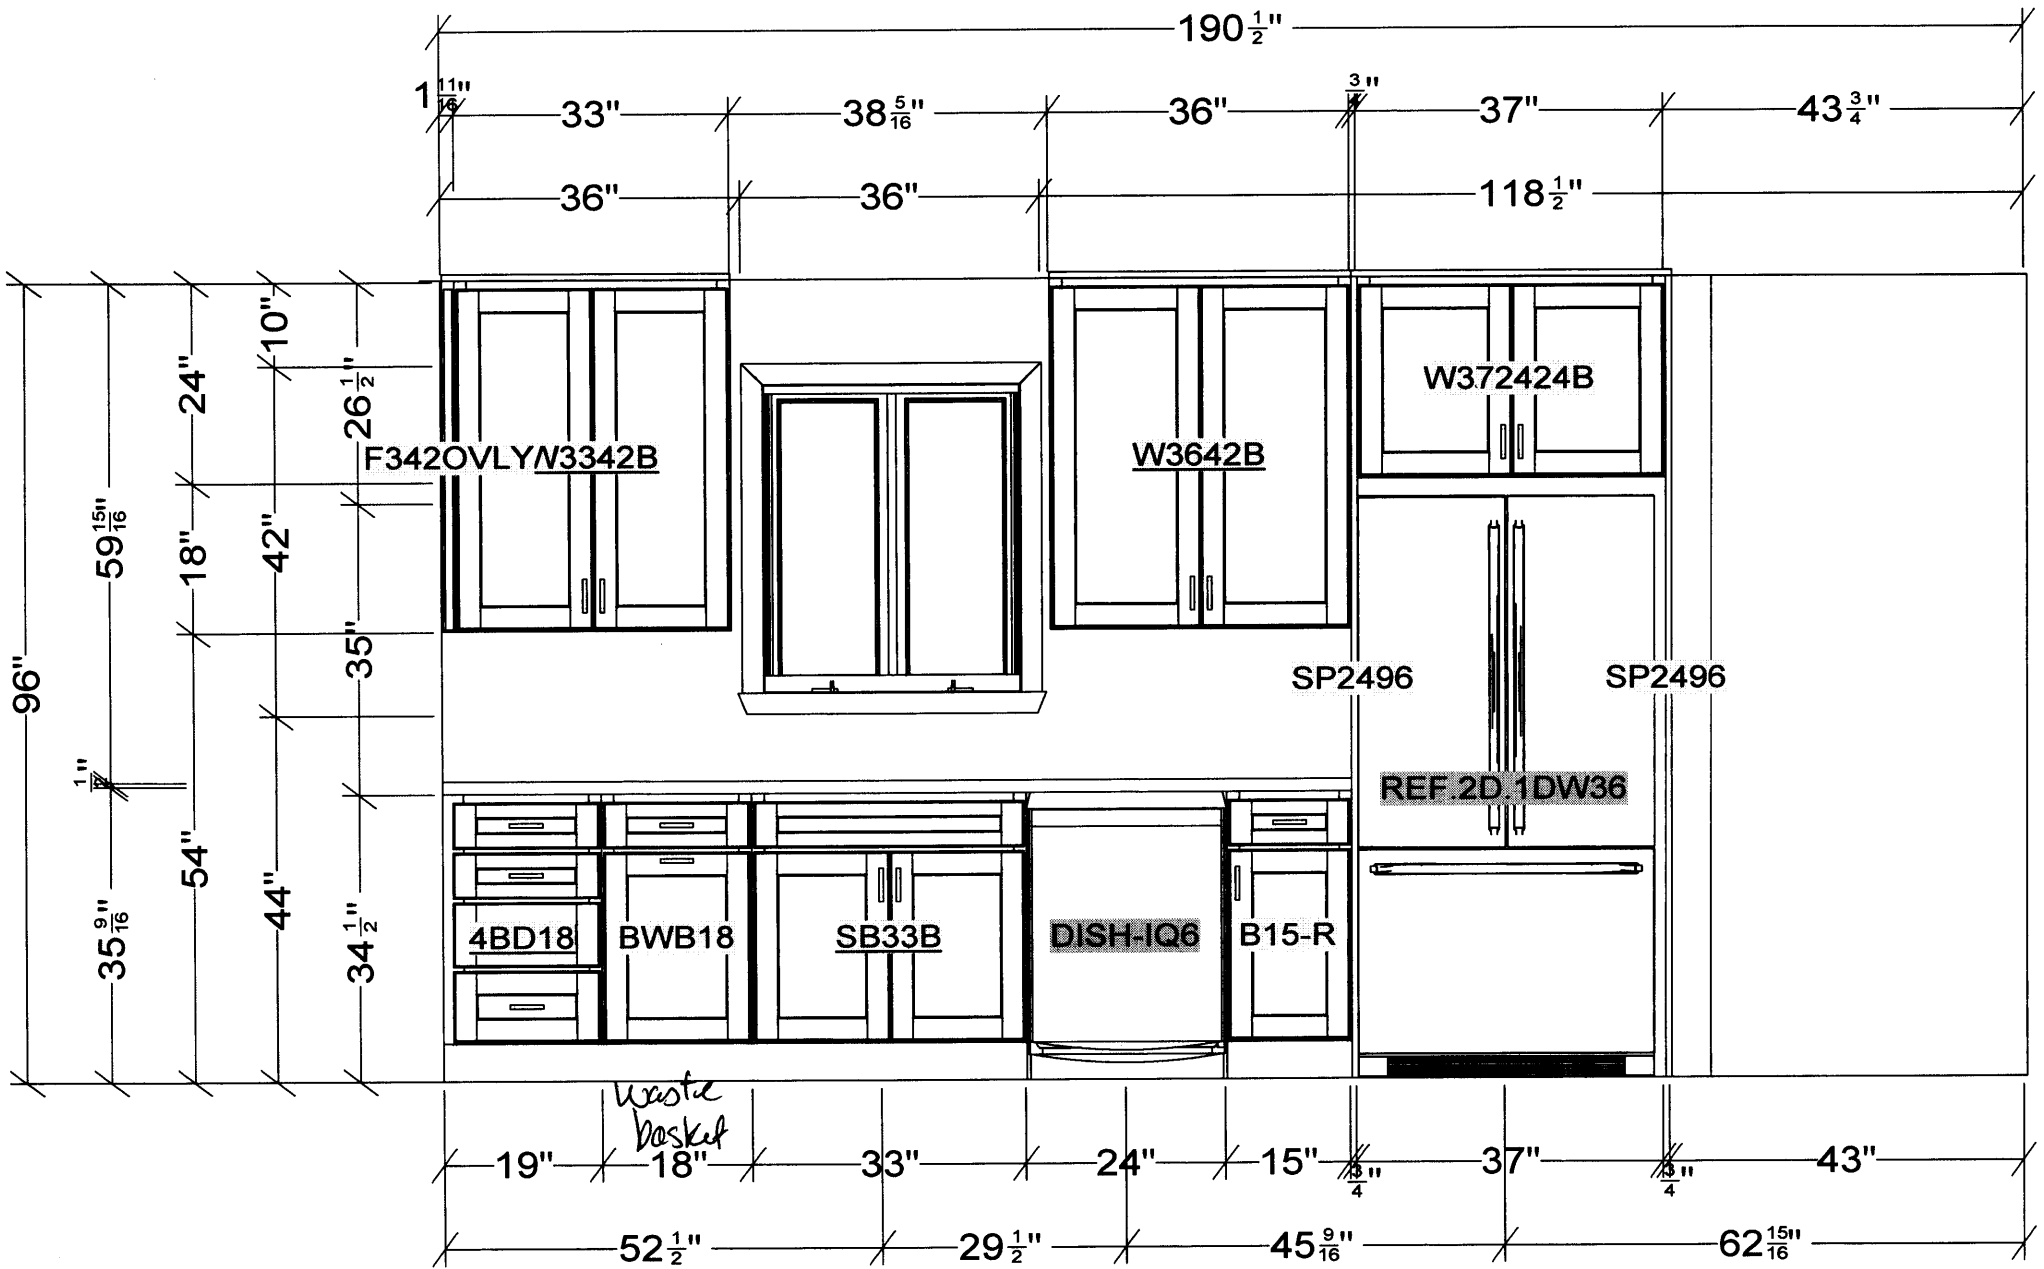 190 1/2"
1 11/16" 33" 38 5/16" 36" 3/4" 37" 43 3/4"
36" 36" 118 1/2"
10"
24"
26 1/2"
F342OVLY W3342B
W3642B
W372424B
59 15/16"
18"
42"
35"
96"
SP2496
SP2496
REF.2D.1DW36
54"
44"
35 9/16"
34 1/2"
4BD18
BWB18
SB33B
DISH-IQ6
B15-R
waste
basket
19" 18" 33" 24" 15" 3/4" 37" 3/4" 43"
52 1/2" 29 1/2" 45 9/16" 62 15/16"